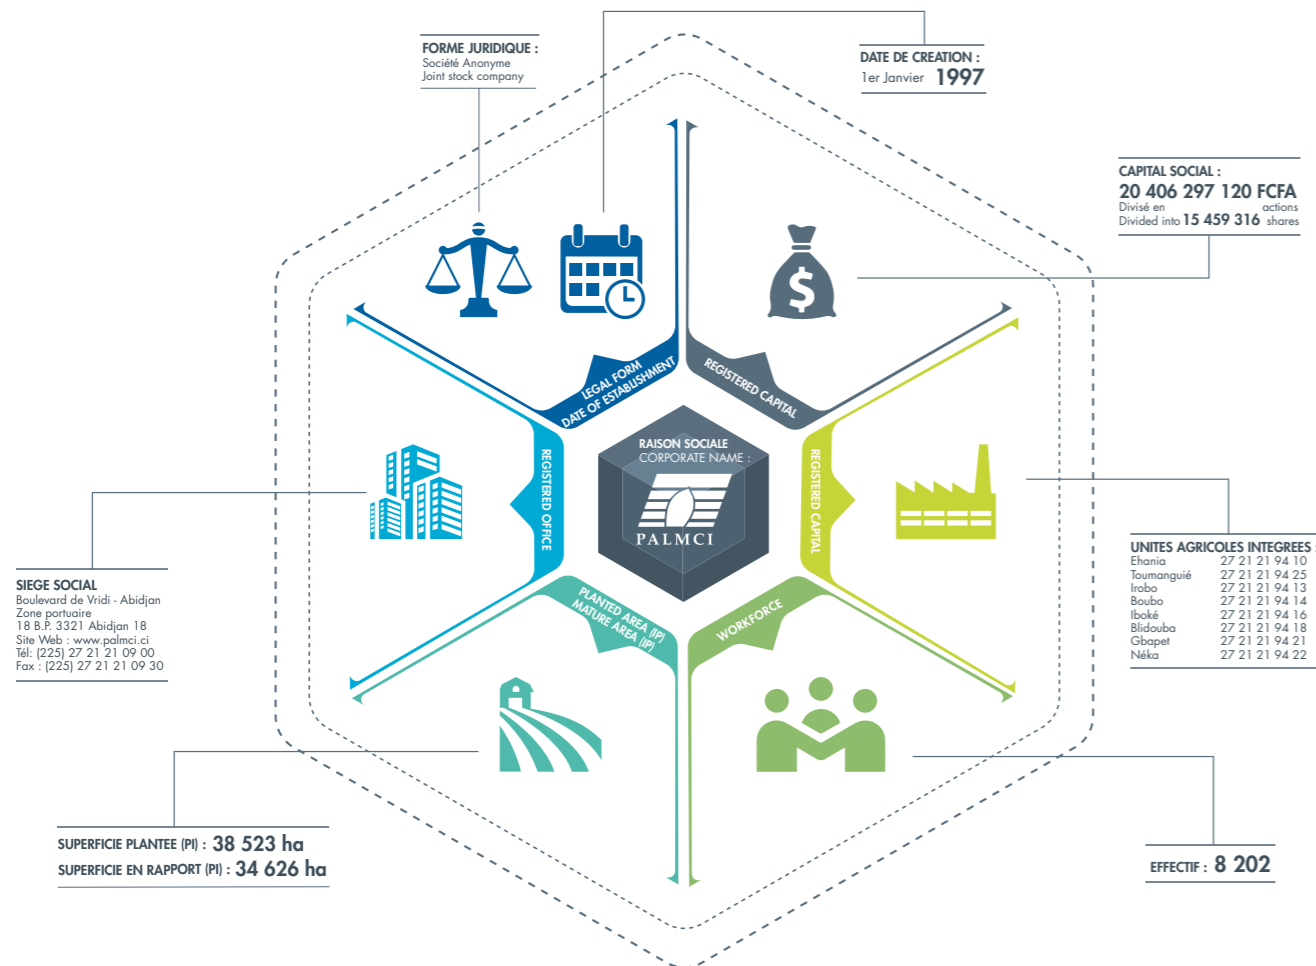 FORME JURIDIQUE :
Société Anonyme
Joint stock company
DATE DE CREATION :
1er Janvier 1997
CAPITAL SOCIAL :
20 406 297 120 FCFA
Divisé en actions
Divided into 15 459 316 shares
$
LEGAL FORM
DATE OF ESTABLISHMENT
REGISTERED CAPITAL
RAISON SOCIALE
CORPORATE NAME :
PALMCI
REGISTERED OFFICE
REGISTERED CAPITAL
PLANTED AREA (IP)
MATURE AREA (IP)
WORKFORCE
SIEGE SOCIAL
Boulevard de Vridi - Abidjan
Zone portuaire
18 B.P. 3321 Abidjan 18
Site Web : www.palmci.ci
Tél: (225) 27 21 21 09 00
Fax : (225) 27 21 21 09 30
UNITES AGRICOLES INTEGREES :
Ehania 27 21 21 94 10
Toumanguié 27 21 21 94 25
Irobo 27 21 21 94 13
Boubo 27 21 21 94 14
Iboké 27 21 21 94 16
Blidouba 27 21 21 94 18
Gbapet 27 21 21 94 21
Néka 27 21 21 94 22
SUPERFICIE PLANTEE (PI) : 38 523 ha
SUPERFICIE EN RAPPORT (PI) : 34 626 ha
EFFECTIF : 8 202